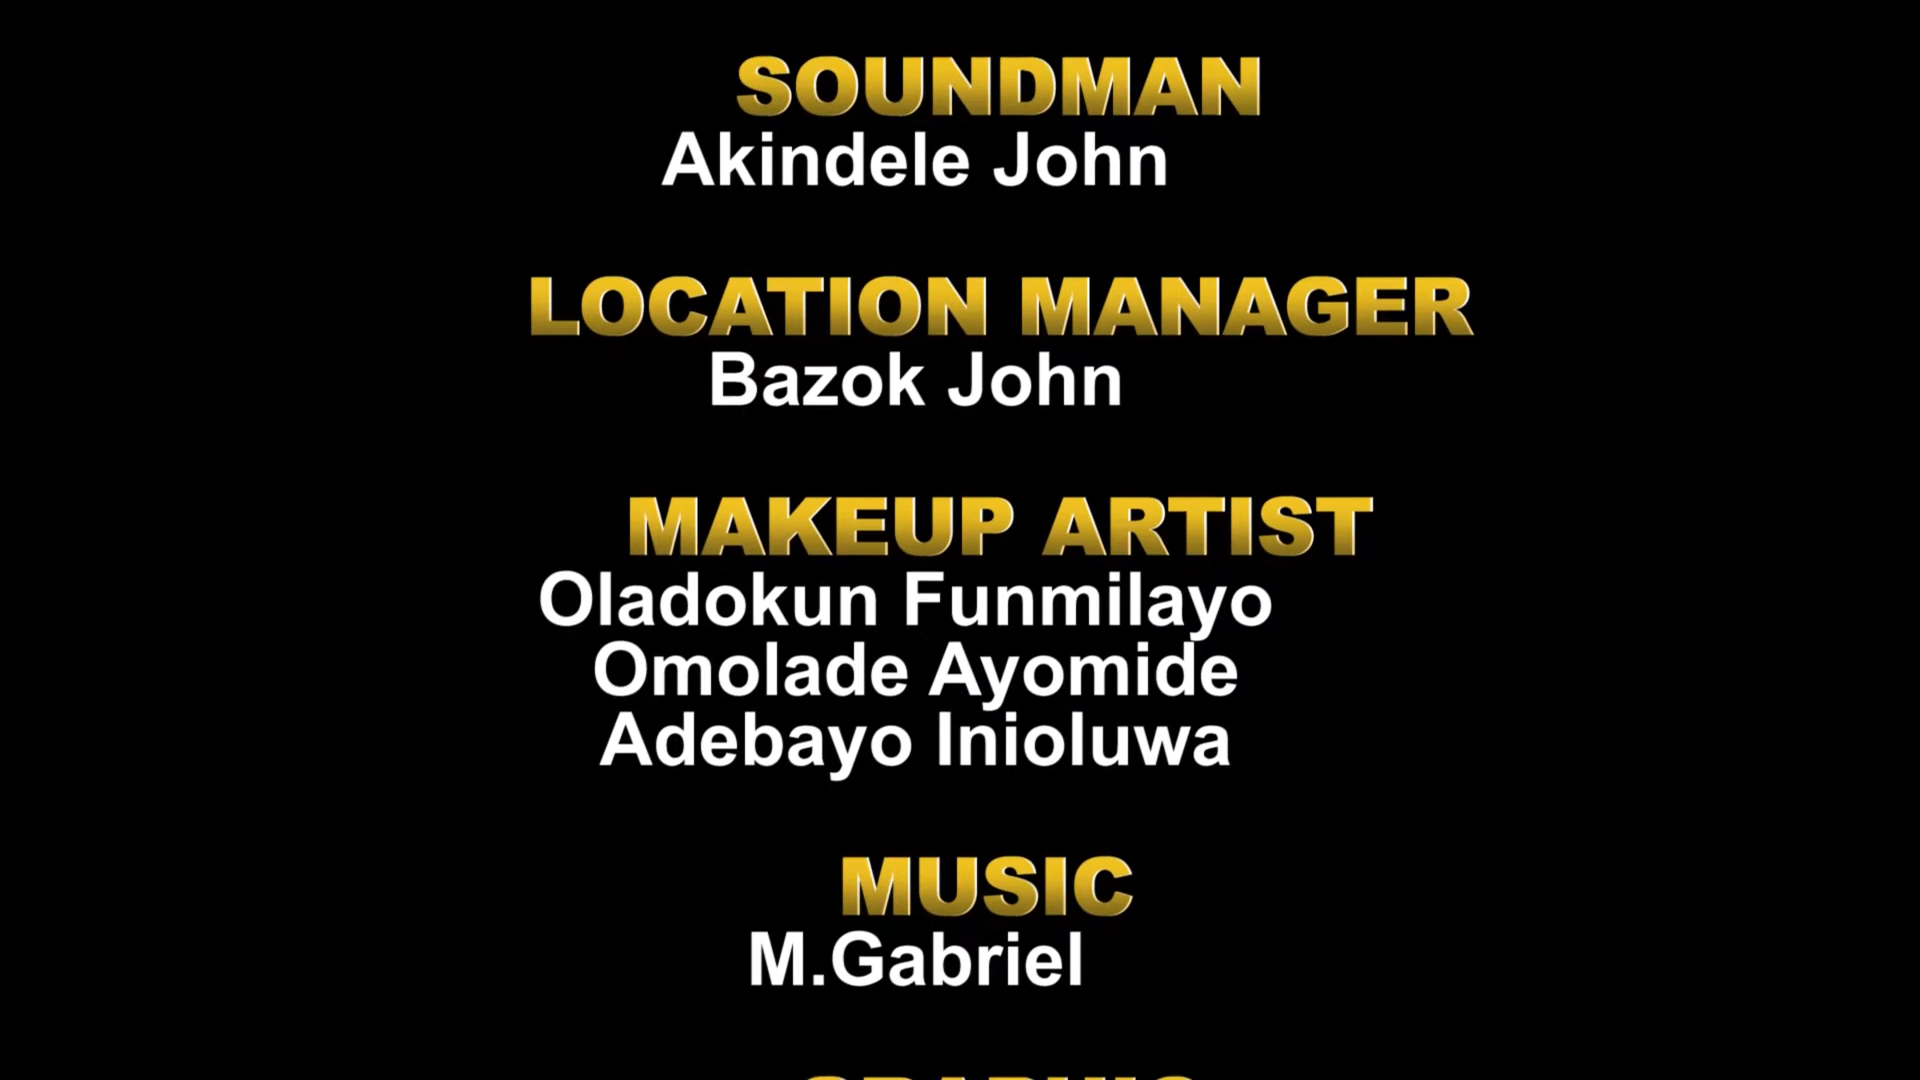 SOUNDMAN
Akindele John
LOCATION MANAGER
Bazok John
MAKEUP ARTIST
Oladokun Funmilayo
Omolade Ayomide
Adebayo Inioluwa
MUSIC
M.Gabriel